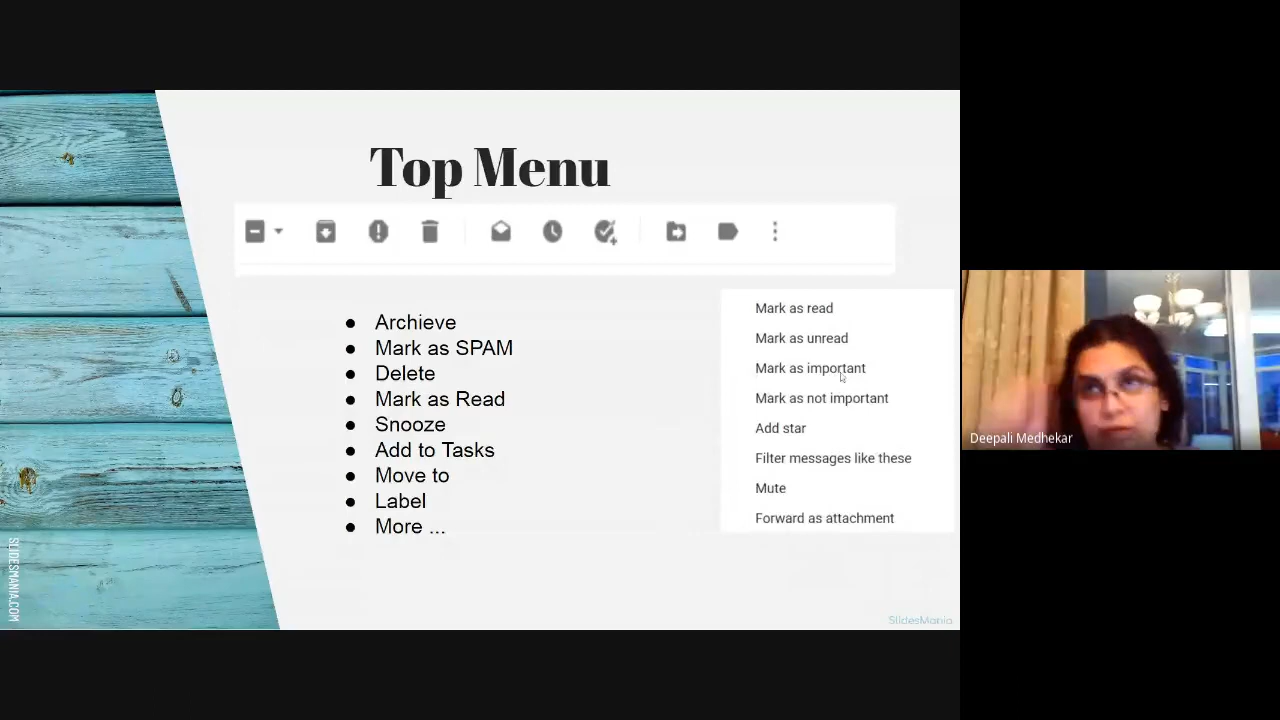 Top Menu
● Archieve
● Mark as SPAM
● Delete
● Mark as Read
● Snooze
● Add to Tasks
● Move to
● Label
● More ...
Mark as read
Mark as unread
Mark as important
Mark as not important
Add star
Filter messages like these
Mute
Forward as attachment
SLIDESMANIA.COM
SlidesMania
Deepali Medhekar